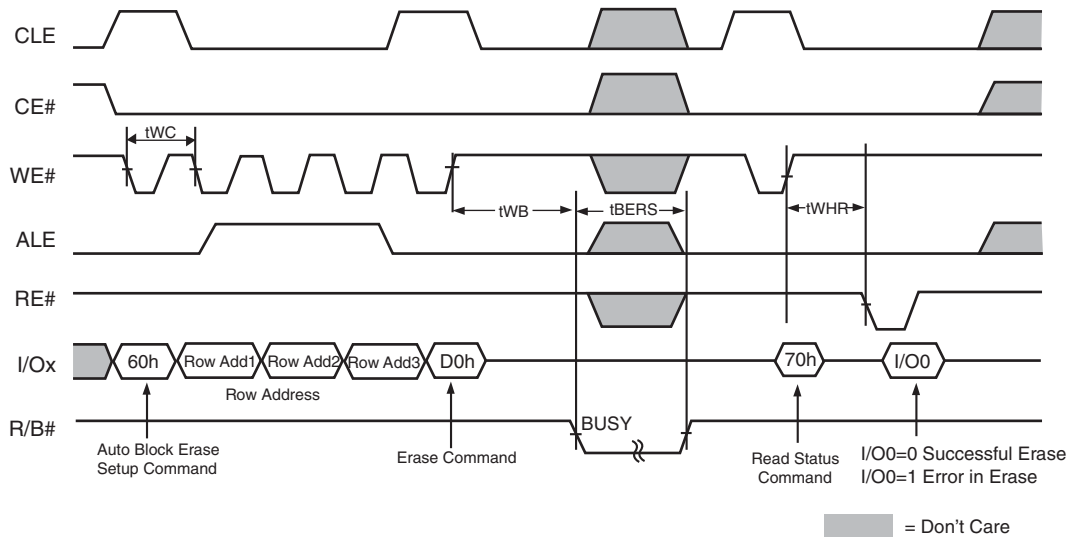 CLE
CE#
tWC
WE#
tWB
tBERS
tWHR
ALE
RE#
I/Ox
60h
Row Add1
Row Add2
Row Add3
D0h
70h
I/O0
Row Address
R/B#
BUSY
Auto Block Erase
Setup Command
Erase Command
Read Status
Command
I/O0=0 Successful Erase
I/O0=1 Error in Erase
= Don't Care